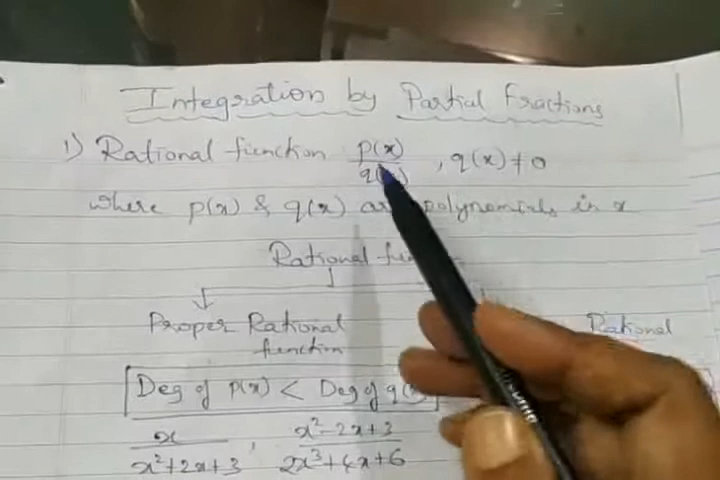 Integration by Partial Fractions
1) Rational function p(x)/q(x) , q(x) ≠ 0
where p(x) & q(x) are polynomials in x
Rational
Proper Rational Rational
function
Deg of p(x) < Deg of q(
x/(x²+2x+3) , (x²-2x+3)/(2x³+4x+6)